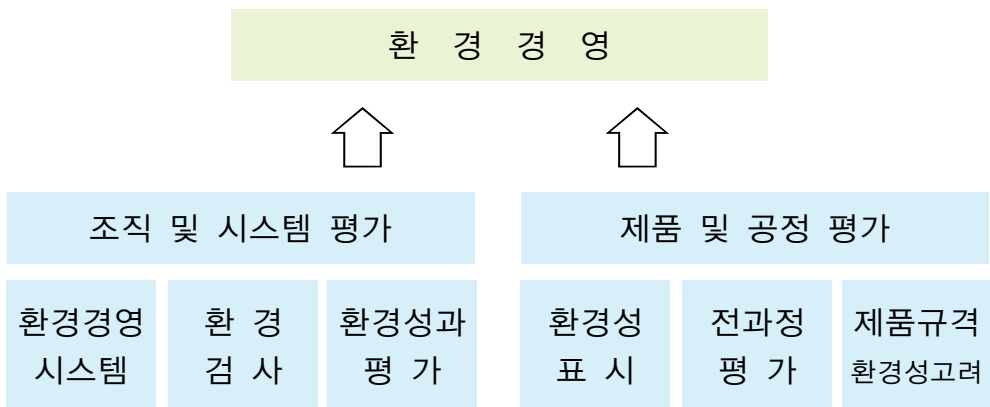 환 경 경 영
조직 및 시스템 평가
제품 및 공정 평가
환경경영
시스템
환 경
검 사
환경성과
평 가
환경성
표 시
전과정
평 가
제품규격
환경성고려